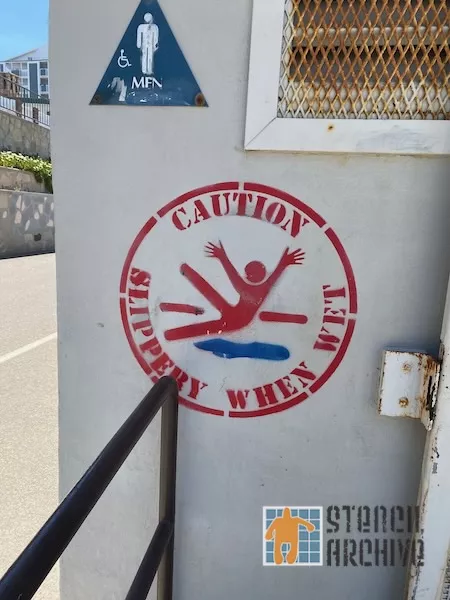 MEN
CAUTION
SLIPPERY WHEN WET
STENCIL
ARCHIVE